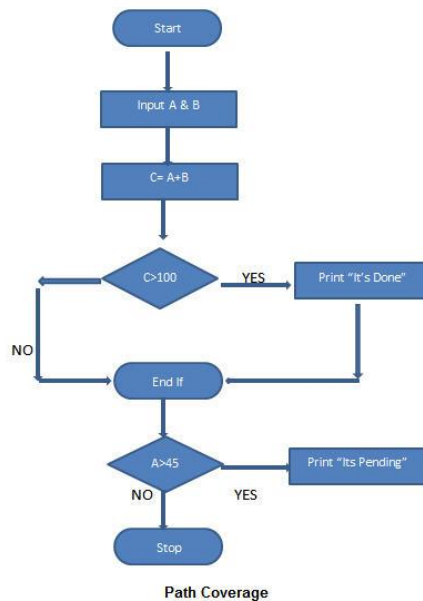 Start
Input A & B
C= A+B
C>100
YES
Print “It’s Done”
NO
End If
A>45
Print “Its Pending”
NO
YES
Stop
Path Coverage